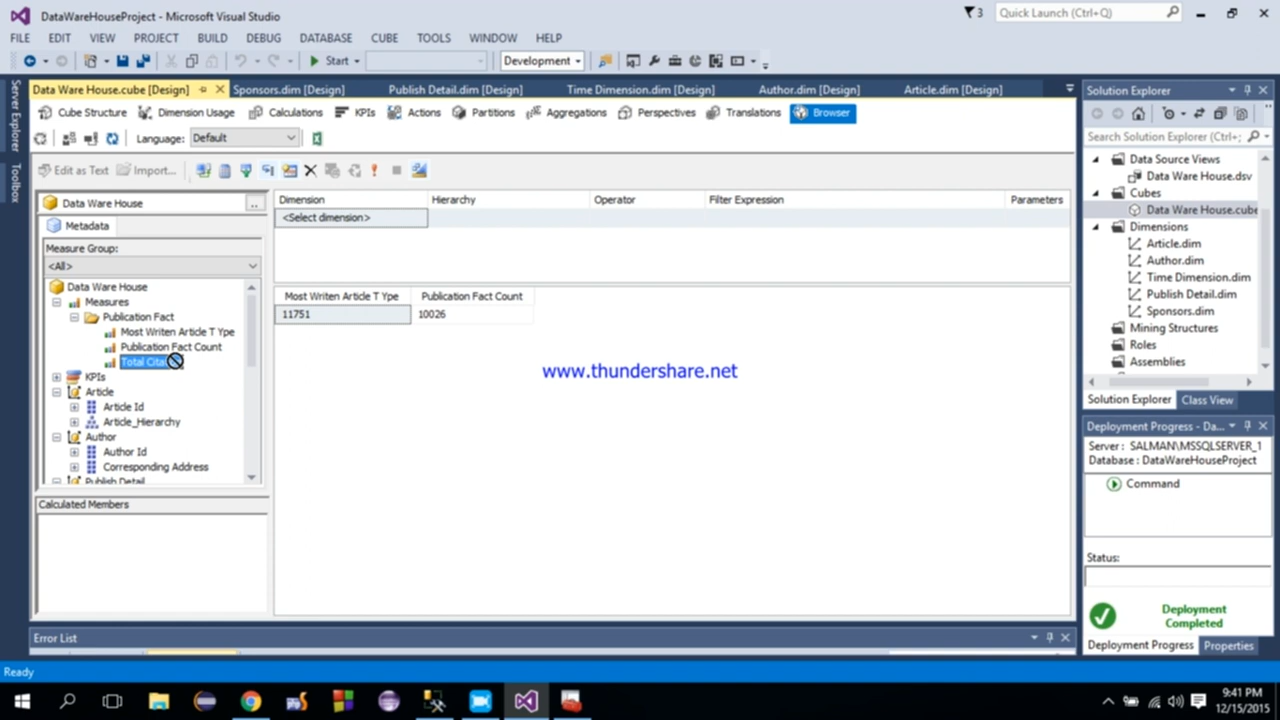 DataWareHouseProject - Microsoft Visual Studio
3
Quick Launch (Ctrl+Q)
FILE EDIT VIEW PROJECT BUILD DEBUG DATABASE CUBE TOOLS WINDOW HELP
Start
Development
Server Explorer
Toolbox
Data Ware House.cube [Design]
Sponsors.dim [Design]
Publish Detail.dim [Design]
Time Dimension.dim [Design]
Author.dim [Design]
Article.dim [Design]
Cube Structure
Dimension Usage
Calculations
KPIs
Actions
Partitions
Aggregations
Perspectives
Translations
Browser
Language:
Default
Edit as Text
Import...
Data Ware House
..
Metadata
Measure Group:
<All>
Data Ware House
Measures
Publication Fact
Most Writen Article T Ype
Publication Fact Count
KPIs
Article
Article Id
Article_Hierarchy
Author
Author Id
Corresponding Address
Publish Detail
Calculated Members
Dimension Hierarchy Operator Filter Expression Parameters
<Select dimension>
Most Writen Article T Ype Publication Fact Count
11751 10026
www.thundershare.net
Solution Explorer
Search Solution Explorer (Ctrl+;)
Data Source Views
Data Ware House.dsv
Cubes
Data Ware House.cube
Dimensions
Article.dim
Author.dim
Time Dimension.dim
Publish Detail.dim
Sponsors.dim
Mining Structures
Roles
Assemblies
Solution Explorer
Class View
Deployment Progress - Da...
Server : SALMAN\MSSQLSERVER_1
Database : DataWareHouseProject
Command
Status:
Deployment
Completed
Deployment Progress
Properties
Error List
Ready
9:41 PM
12/15/2015